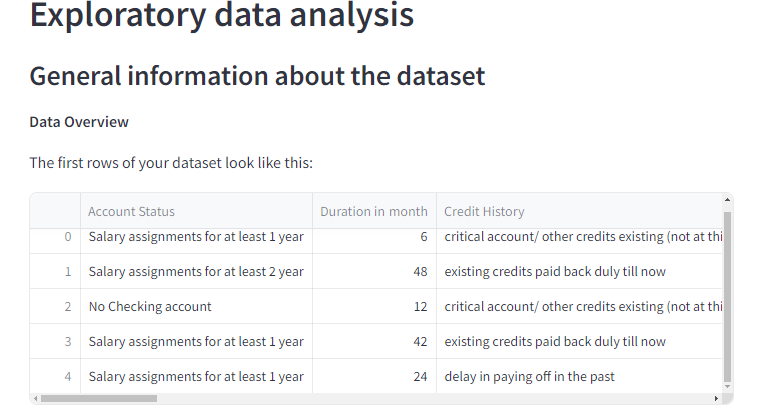 Exploratory data analysis
General information about the dataset
Data Overview
The first rows of your dataset look like this:
Account Status Duration in month Credit History
0 Salary assignments for at least 1 year 6 critical account/ other credits existing (not at thi
1 Salary assignments for at least 2 year 48 existing credits paid back duly till now
2 No Checking account 12 critical account/ other credits existing (not at thi
3 Salary assignments for at least 1 year 42 existing credits paid back duly till now
4 Salary assignments for at least 1 year 24 delay in paying off in the past